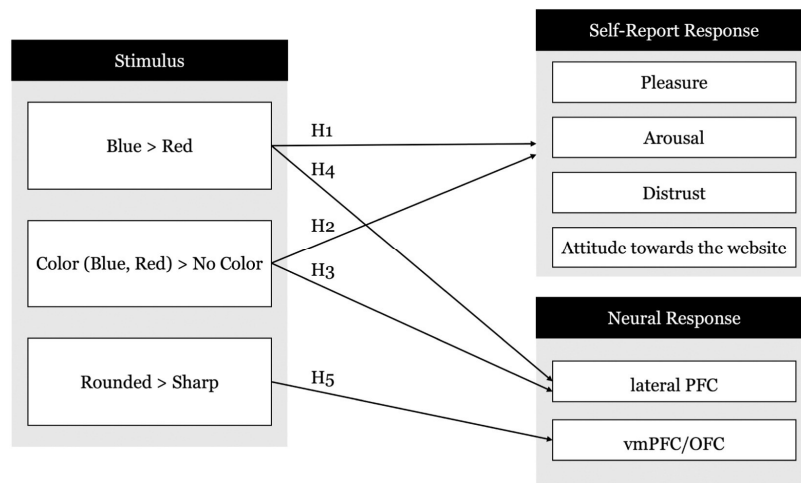 Stimulus
Blue > Red
Color (Blue, Red) > No Color
Rounded > Sharp
H1
H4
H2
H3
H5
Self-Report Response
Pleasure
Arousal
Distrust
Attitude towards the website
Neural Response
lateral PFC
vmPFC/OFC